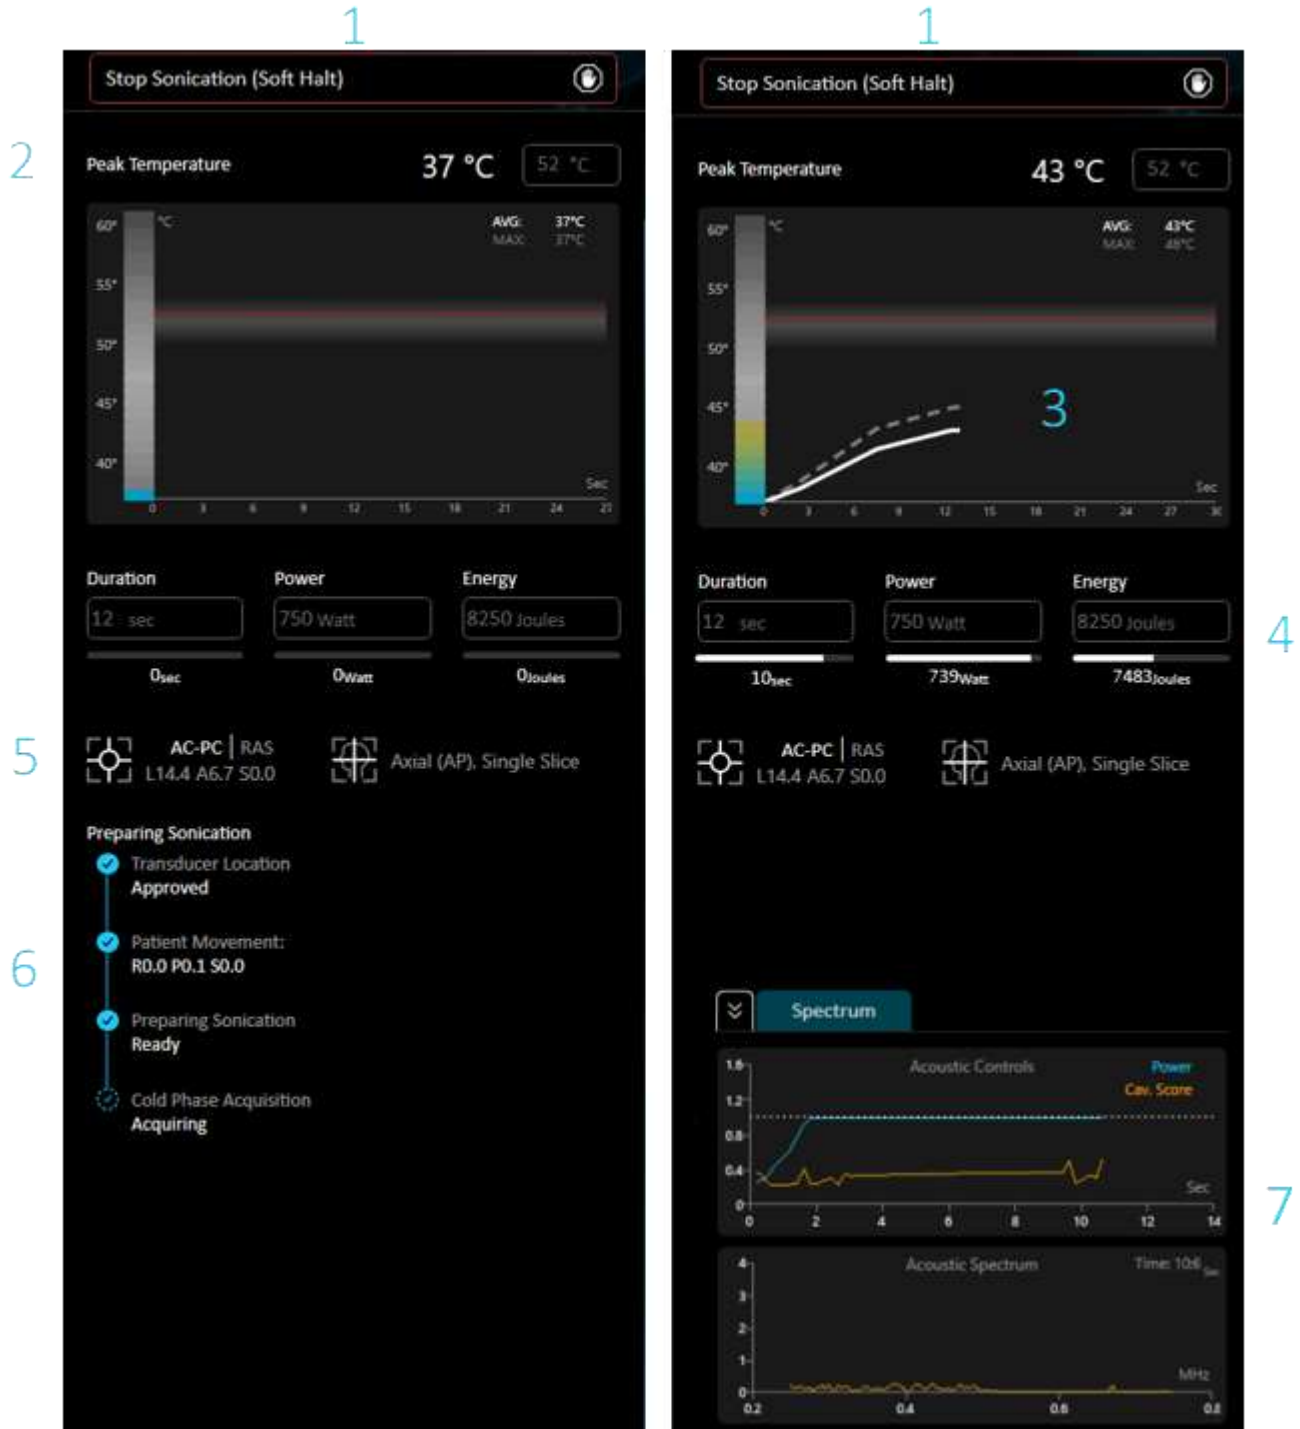 1
1
Stop Sonication (Soft Halt)
2
Peak Temperature 37 °C 52 °C
°C
AVG: 37°C
MAX: 37°C
60°
55°
50°
45°
40°
Sec
0 3 6 9 12 15 18 21 24 27
Duration Power Energy
12 sec 750 Watt 8250 Joules
0sec 0Watt 0Joules
5
AC-PC | RAS
L14.4 A6.7 S0.0
Axial (AP), Single Slice
Preparing Sonication
Transducer Location
Approved
6
Patient Movement:
R0.0 P0.1 S0.0
Preparing Sonication
Ready
Cold Phase Acquisition
Acquiring
Stop Sonication (Soft Halt)
Peak Temperature 43 °C 52 °C
°C
AVG: 43°C
MAX: 48°C
60°
55°
50°
45°
40°
3
Sec
0 3 6 9 12 15 18 21 24 27 30
Duration Power Energy
12 sec 750 Watt 8250 Joules
4
10sec 739Watt 7483Joules
AC-PC | RAS
L14.4 A6.7 S0.0
Axial (AP), Single Slice
Spectrum
Acoustic Controls
Power
Cav. Score
1.6
1.2
0.8
0.4
0
Sec
0 2 4 6 8 10 12 14
7
Acoustic Spectrum
Time: 10.6 Sec
4
3
2
1
0
MHz
0.2 0.4 0.6 0.8